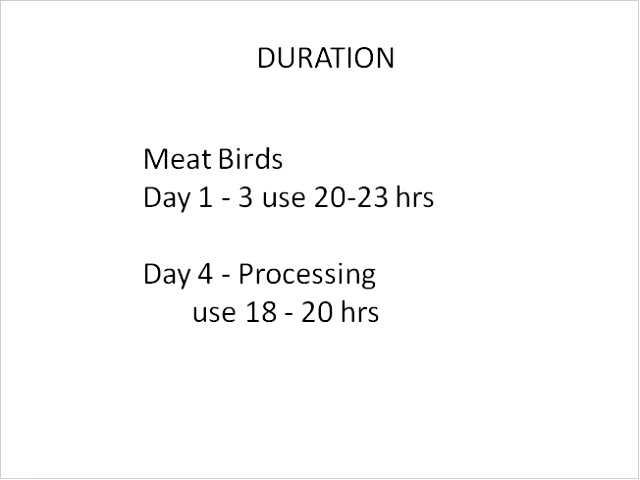 DURATION
Meat Birds
Day 1 - 3 use 20-23 hrs
Day 4 - Processing
use 18 - 20 hrs